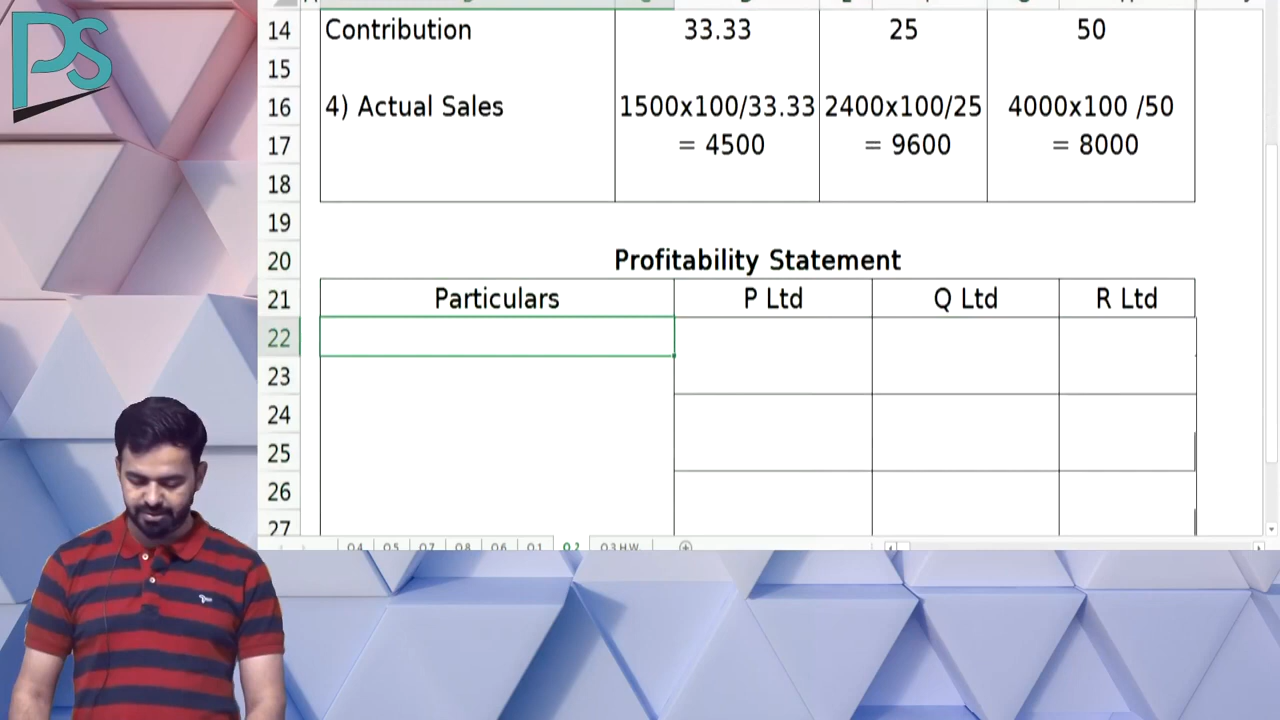 PS
14 Contribution 33.33 25 50
15
16 4) Actual Sales 1500x100/33.33 2400x100/25 4000x100 /50
17 = 4500 = 9600 = 8000
18
19
20 Profitability Statement
21 Particulars P Ltd Q Ltd R Ltd
22
23
24
25
26
27